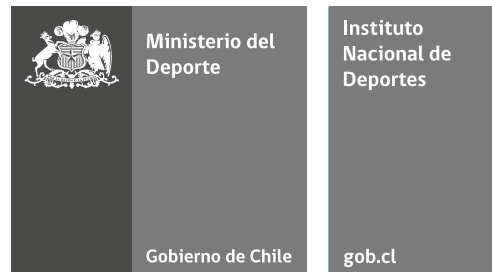 Ministerio del
Deporte
Gobierno de Chile
Instituto
Nacional de
Deportes
gob.cl